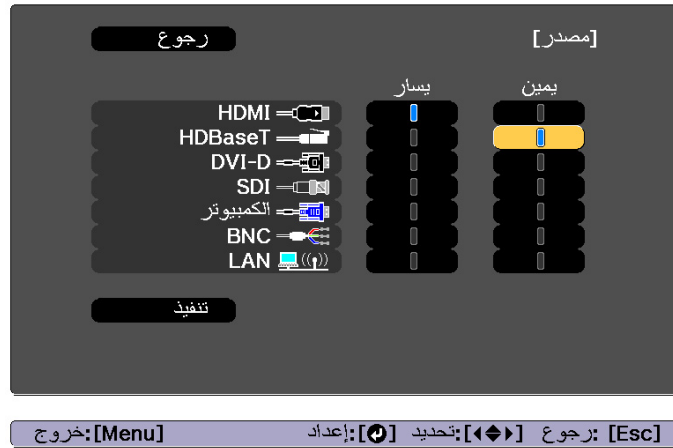 [مصدر] رجوع
يمين يسار
HDMI
HDBaseT
DVI-D
SDI
الكمبيوتر
BNC
LAN
تنفيذ
[Esc] :رجوع [ ]:تحديد [ ]:إعداد [Menu]:خروج